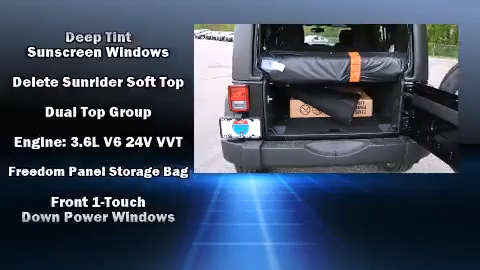 Deep Tint
Sunscreen Windows
Delete Sunrider Soft Top
Dual Top Group
Engine: 3.6L V6 24V VVT
Freedom Panel Storage Bag
Front 1-Touch
Down Power Windows